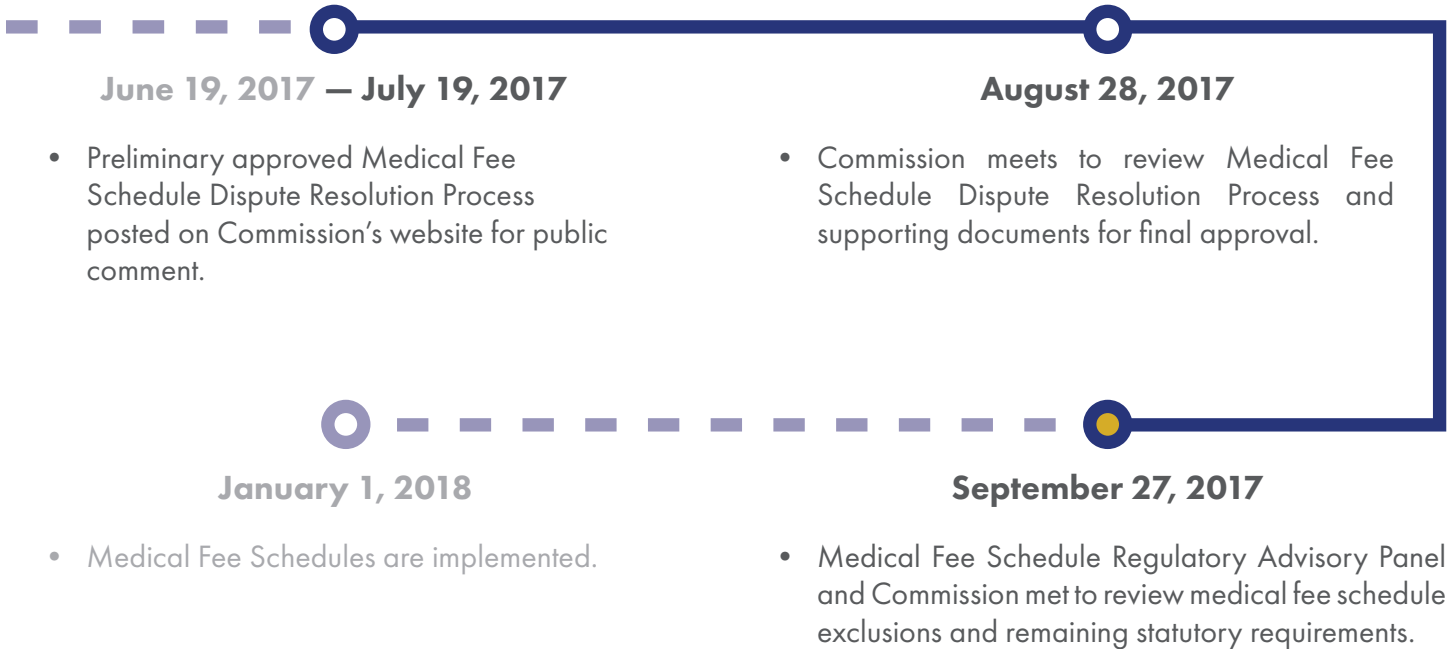 June 19, 2017 — July 19, 2017
• Preliminary approved Medical Fee
Schedule Dispute Resolution Process
posted on Commission's website for public
comment.
August 28, 2017
• Commission meets to review Medical Fee
Schedule Dispute Resolution Process and
supporting documents for final approval.
January 1, 2018
• Medical Fee Schedules are implemented.
September 27, 2017
• Medical Fee Schedule Regulatory Advisory Panel
and Commission met to review medical fee schedule
exclusions and remaining statutory requirements.